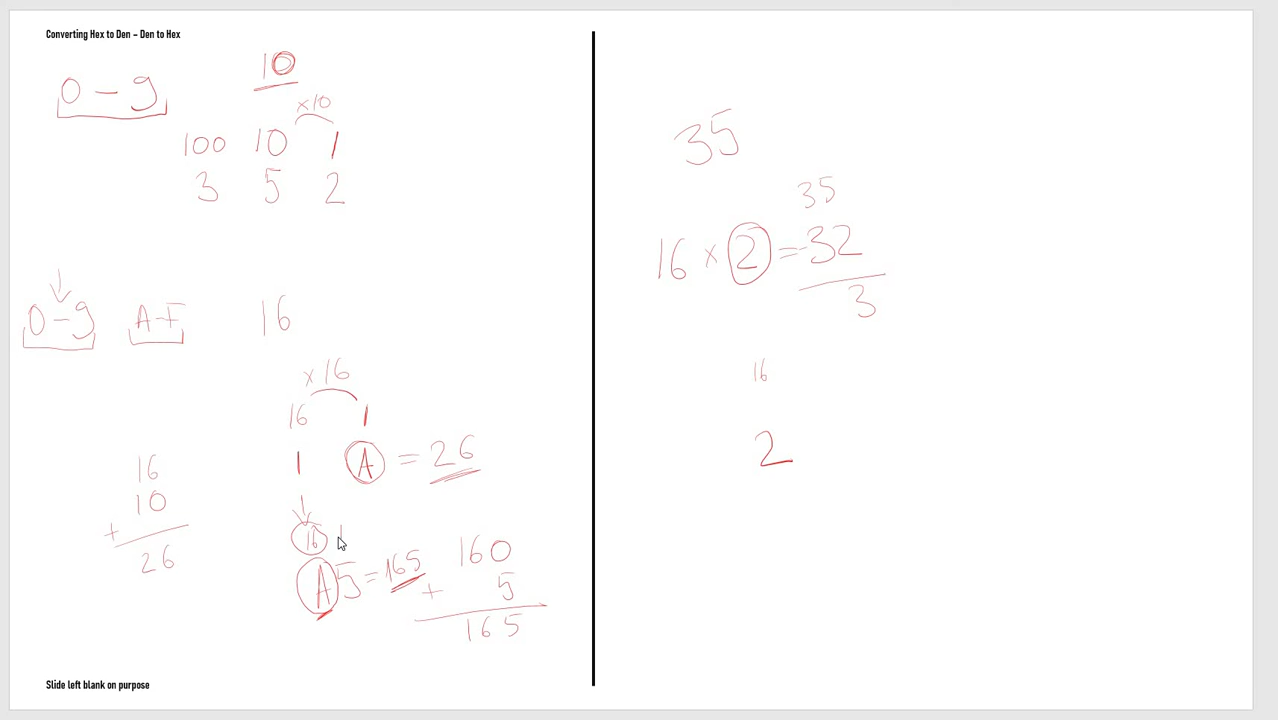 Converting Hex to Den – Den to Hex
10
0 – 9
×10
100 10 1
3 5 2
0 – 9 A-F 16
×16
16 1
1 A = 26
16
10
+
26
16 1
A5 = 165
160
+ 5
165
35
35
16 × 2 = 32
3
16
2
Slide left blank on purpose